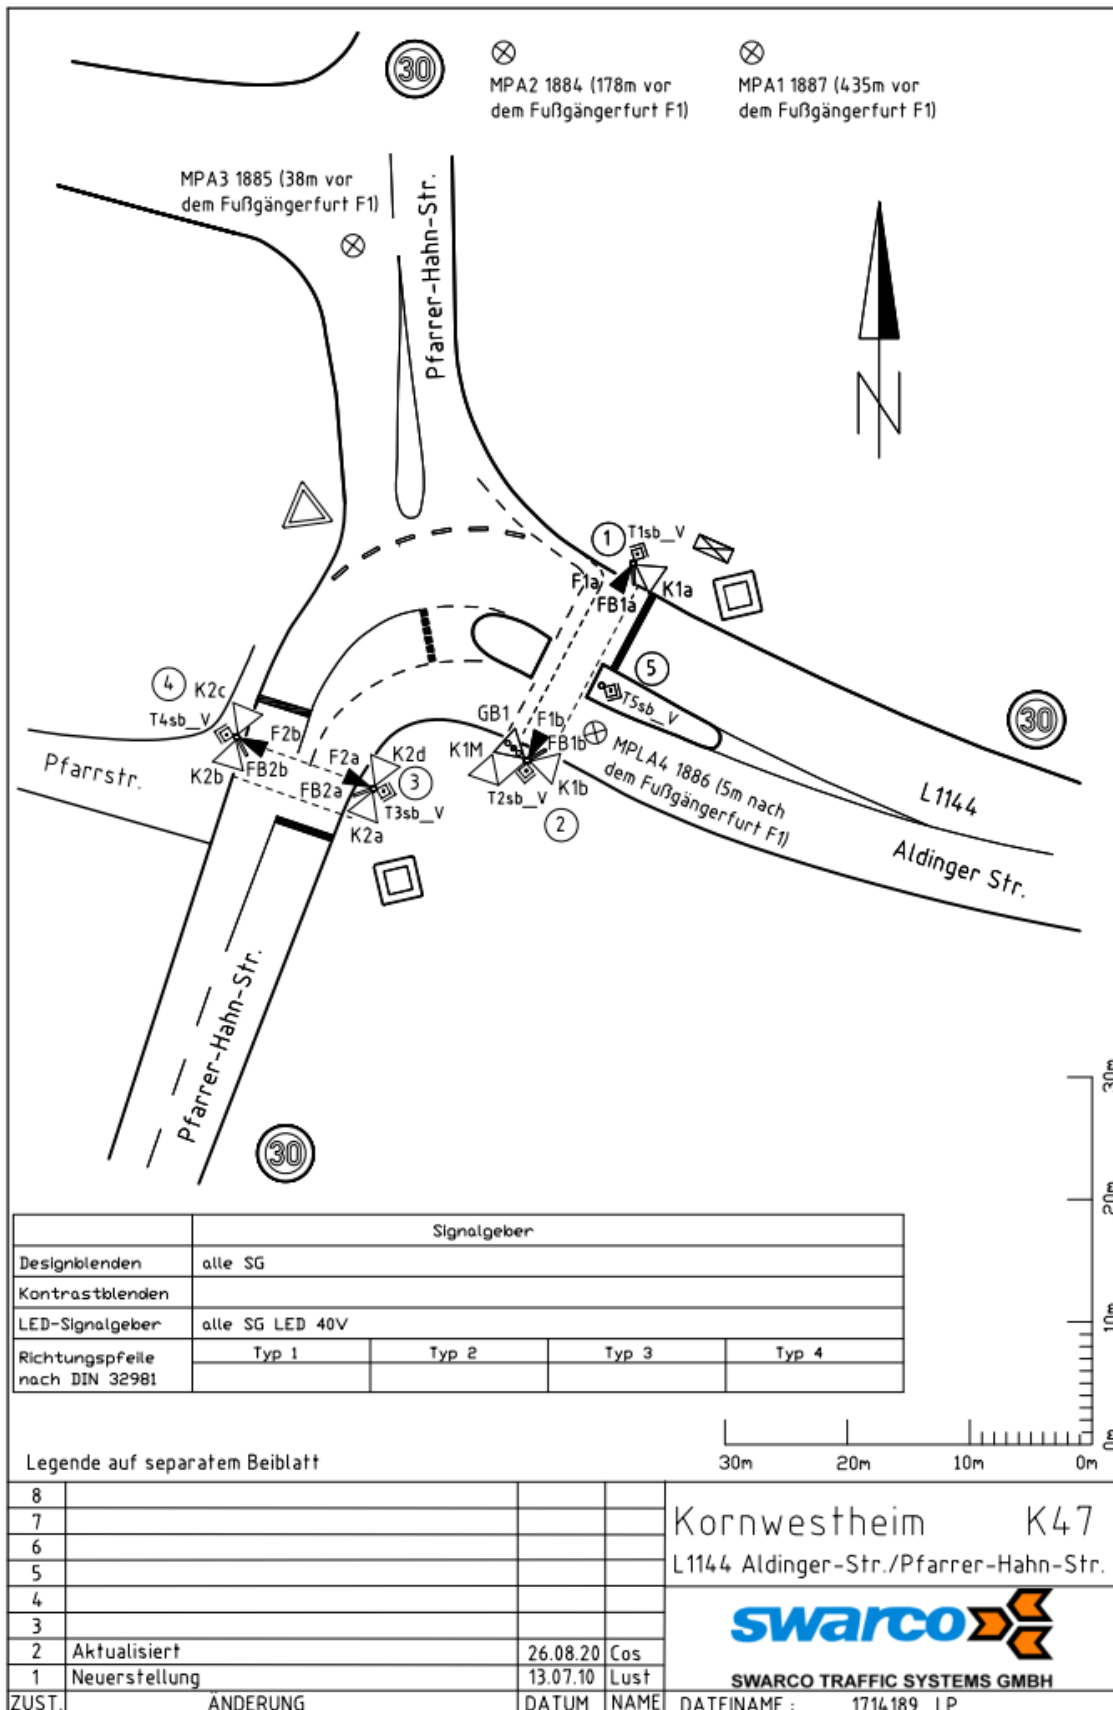 30
MPA2 1884 (178m vor
dem Fußgängerfurt F1)
MPA1 1887 (435m vor
dem Fußgängerfurt F1)
MPA3 1885 (38m vor
dem Fußgängerfurt F1)
Pfarrer-Hahn-Str.
N
1
T1sb__V
F1a
FB1a
K1a
5
T5sb__V
4
K2c
T4sb__V
F2b
K2b
FB2b
F2a
K2d
FB2a
3
T3sb__V
K2a
GB1
F1b
K1M
FB1b
T2sb__V
K1b
2
MPLA4 1886 (5m nach
dem Fußgängerfurt F1)
30
L1144
Aldinger Str.
Pfarrstr.
Pfarrer-Hahn-Str.
30
30m
20m
10m
0m
Signalgeber
Designblenden alle SG
Kontrastblenden
LED-Signalgeber alle SG LED 40V
Richtungspfeile
nach DIN 32981
Typ 1 Typ 2 Typ 3 Typ 4
30m 20m 10m 0m
Legende auf separatem Beiblatt
8
7
6
5
4
3
2 Aktualisiert 26.08.20 Cos
1 Neuerstellung 13.07.10 Lust
ZUST. ÄNDERUNG DATUM NAME
Kornwestheim K47
L1144 Aldinger-Str./Pfarrer-Hahn-Str.
swarco
SWARCO TRAFFIC SYSTEMS GMBH
DATEINAME : 1714189_LP